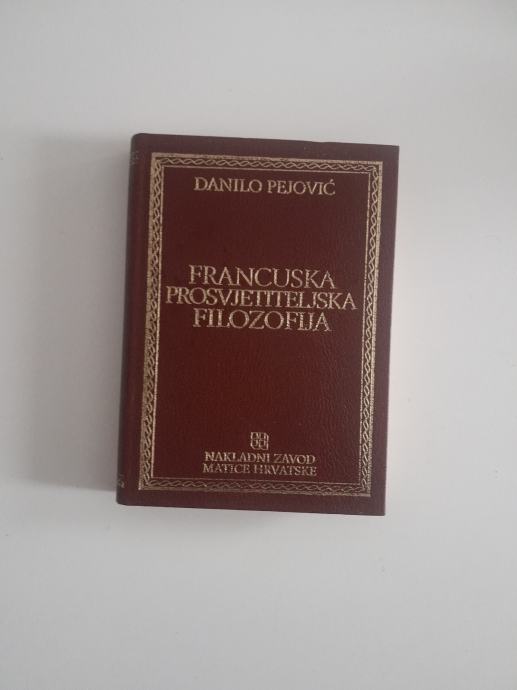 DANILO PEJOVIĆ
FRANCUSKA
PROSVJETITELJSKA
FILOZOFIJA
NAKLADNI ZAVOD
MATICE HRVATSKE